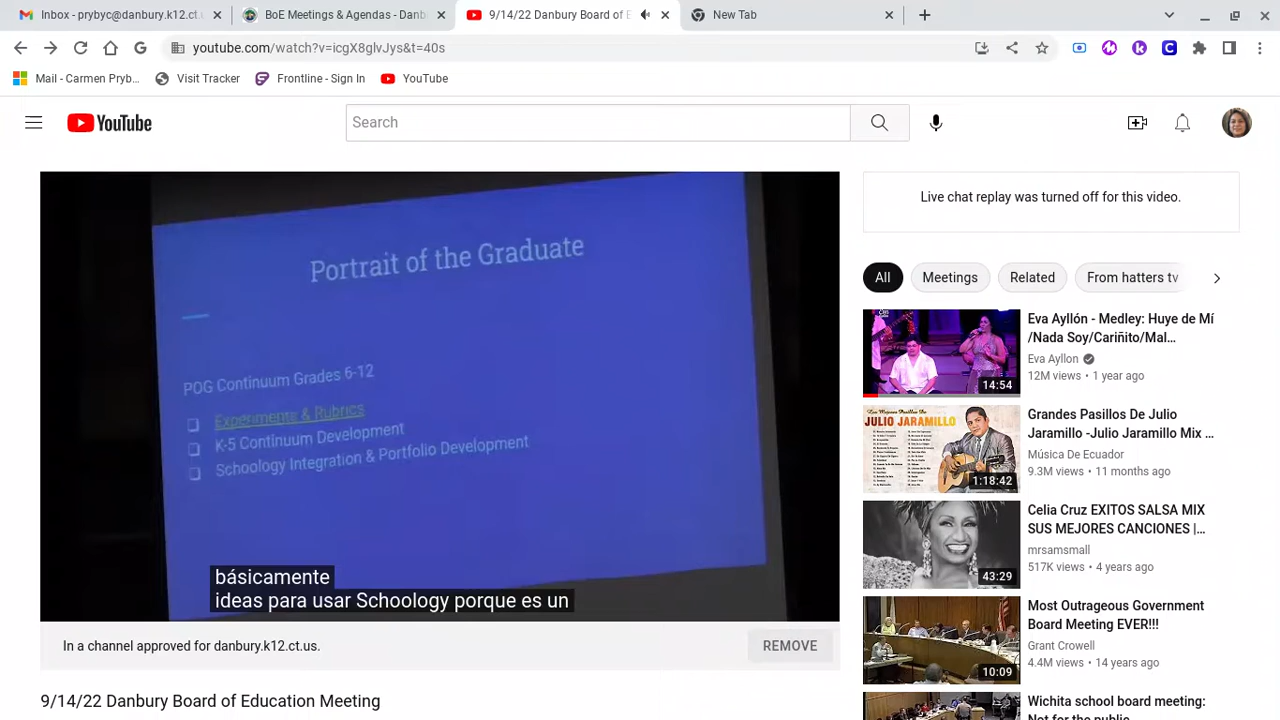 Inbox - prybyc@danbury.k12.ct.u
BoE Meetings & Agendas - Danb
9/14/22 Danbury Board of E
New Tab
youtube.com/watch?v=icgX8glvJys&t=40s
Mail - Carmen Pryb...
Visit Tracker
Frontline - Sign In
YouTube
YouTube
Search
Portrait of the Graduate
POG Continuum Grades 6-12
Experiments & Rubrics
K-5 Continuum Development
Schoology Integration & Portfolio Development
básicamente
ideas para usar Schoology porque es un
In a channel approved for danbury.k12.ct.us.
REMOVE
9/14/22 Danbury Board of Education Meeting
Live chat replay was turned off for this video.
All
Meetings
Related
From hatters tv
Eva Ayllón - Medley: Huye de Mí
/Nada Soy/Cariñito/Mal...
Eva Ayllon
12M views • 1 year ago
14:54
Grandes Pasillos De Julio
Jaramillo -Julio Jaramillo Mix ...
Música De Ecuador
9.3M views • 11 months ago
JULIO JARAMILLO
1:18:42
Celia Cruz EXITOS SALSA MIX
SUS MEJORES CANCIONES |...
mrsamsmall
517K views • 4 years ago
43:29
Most Outrageous Government
Board Meeting EVER!!!
Grant Crowell
4.4M views • 14 years ago
10:09
Wichita school board meeting: